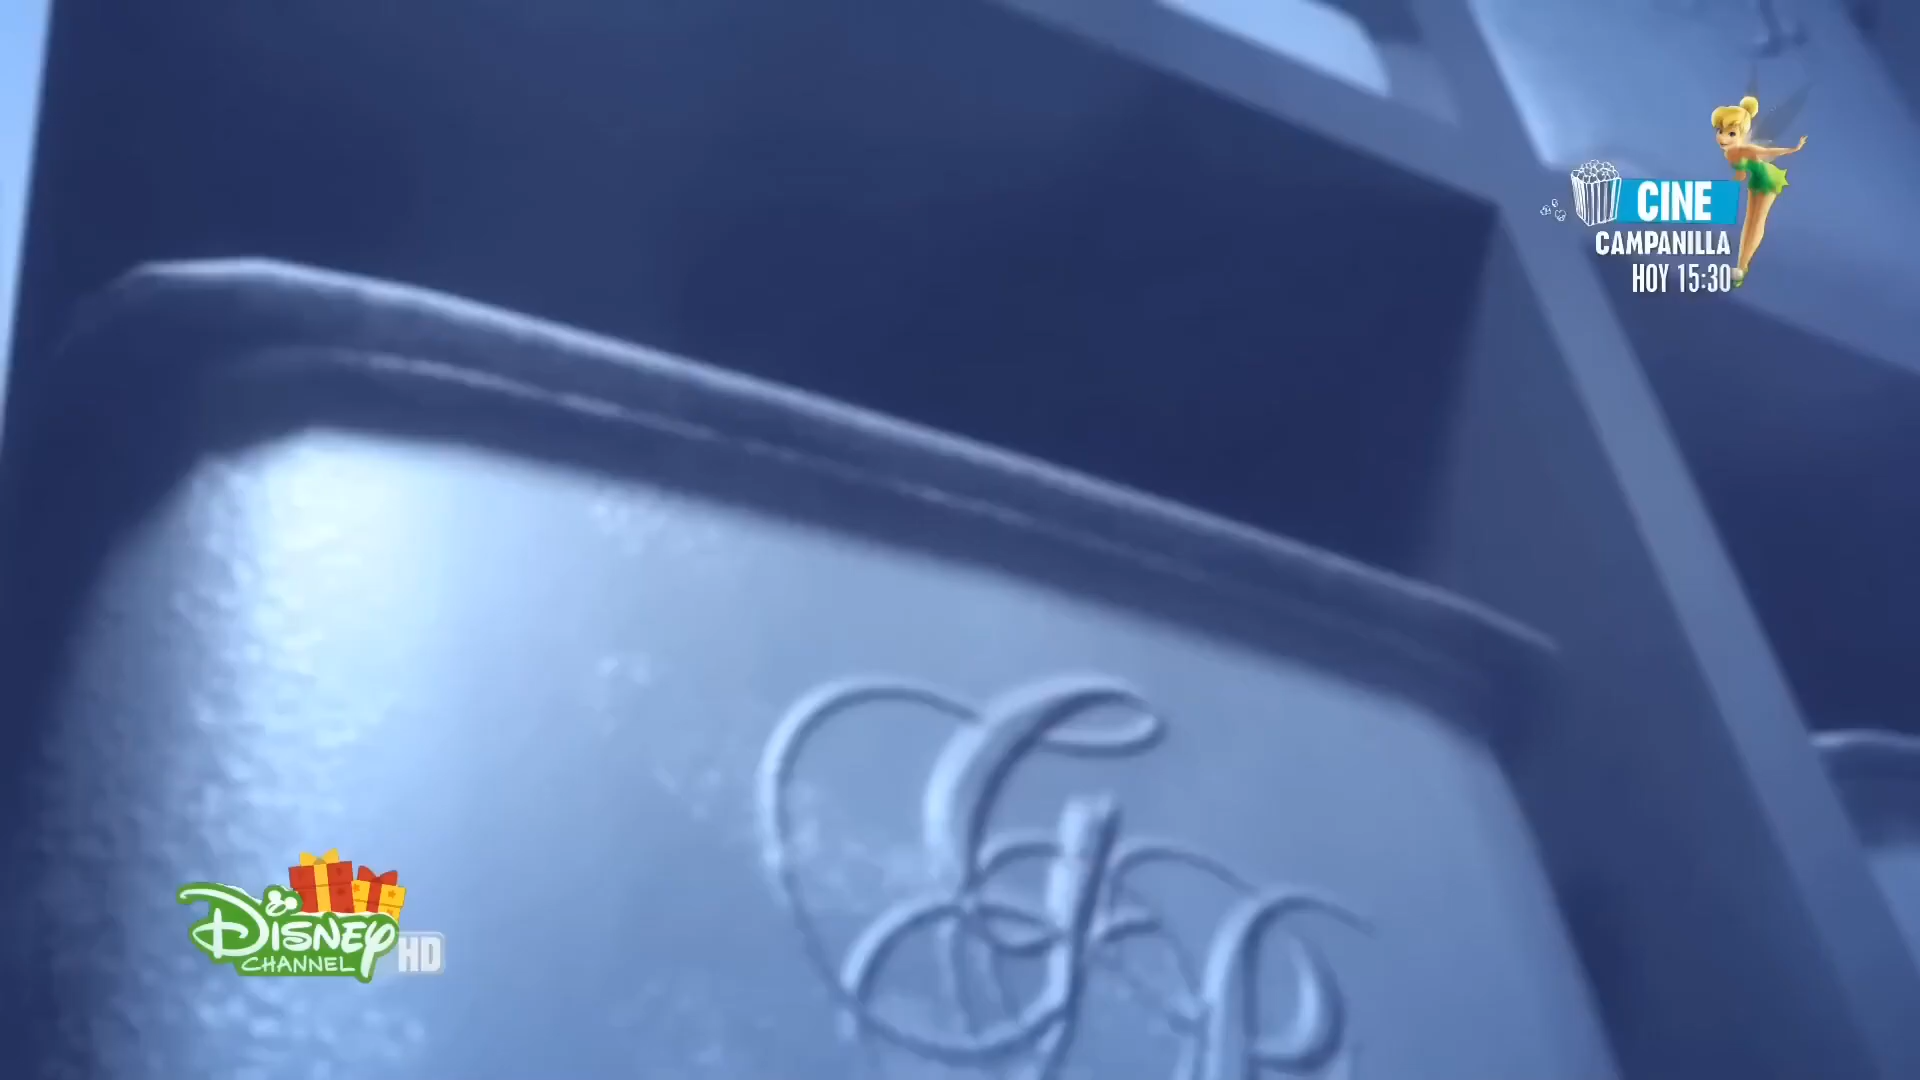 CINE
CAMPANILLA
HOY 15:30
DISNEY
CHANNEL HD